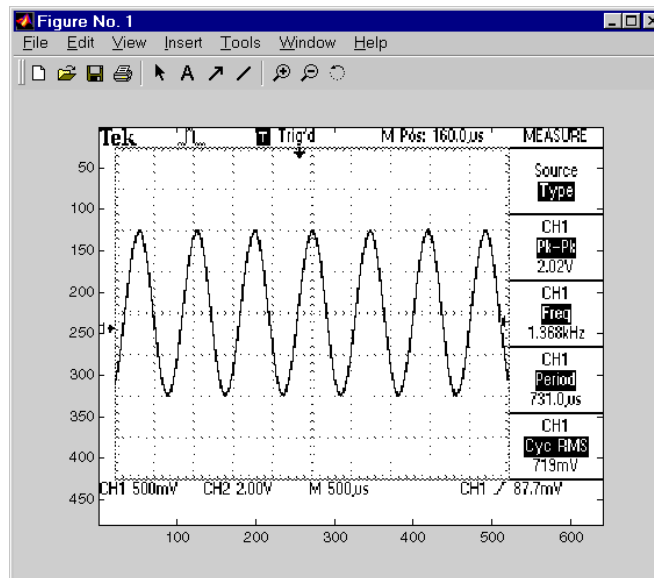 Figure No. 1
File Edit View Insert Tools Window Help
A
Tek T Trig'd M Pos: 160.0µs MEASURE
Source
Type
CH1
Pk-Pk
2.02V
CH1
Freq
1.368kHz
CH1
Period
731.0µs
CH1
Cyc RMS
719mV
CH1 500mV CH2 2.00V M 500µs CH1 87.7mV
50
100
150
200
250
300
350
400
450
1
100 200 300 400 500 600